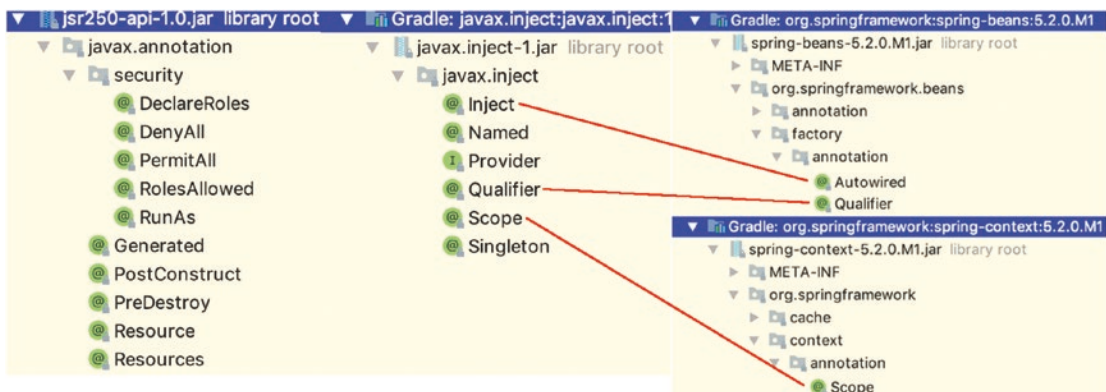 jsr250-api-1.0.jar library root
javax.annotation
security
DeclareRoles
DenyAll
PermitAll
RolesAllowed
RunAs
Generated
PostConstruct
PreDestroy
Resource
Resources
Gradle: javax.inject:javax.inject:1
javax.inject-1.jar library root
javax.inject
Inject
Named
Provider
Qualifier
Scope
Singleton
Gradle: org.springframework:spring-beans:5.2.0.M1
spring-beans-5.2.0.M1.jar library root
META-INF
org.springframework.beans
annotation
factory
annotation
Autowired
Qualifier
Gradle: org.springframework:spring-context:5.2.0.M1
spring-context-5.2.0.M1.jar library root
META-INF
org.springframework
cache
context
annotation
Scope